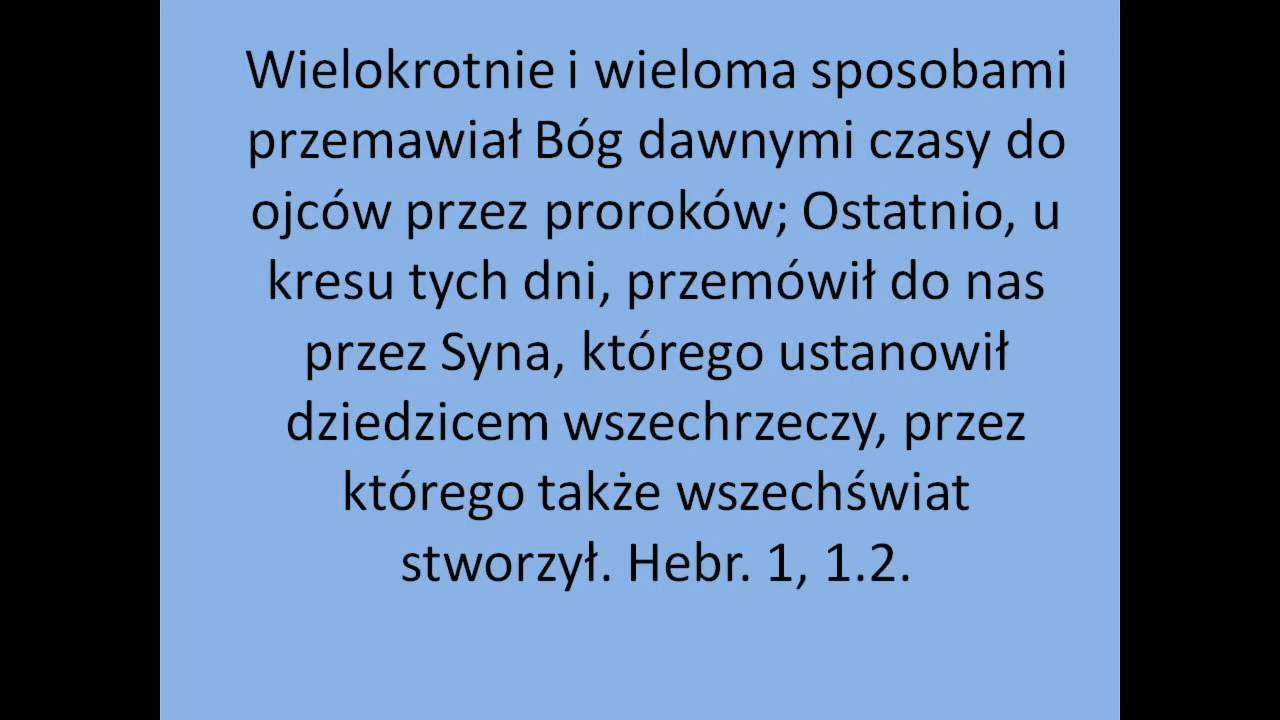 Wielokrotnie i wieloma sposobami
przemawiał Bóg dawnymi czasy do
ojców przez proroków; Ostatnio, u
kresu tych dni, przemówił do nas
przez Syna, którego ustanowił
dziedzicem wszechrzeczy, przez
którego także wszechświat
stworzył. Hebr. 1, 1.2.